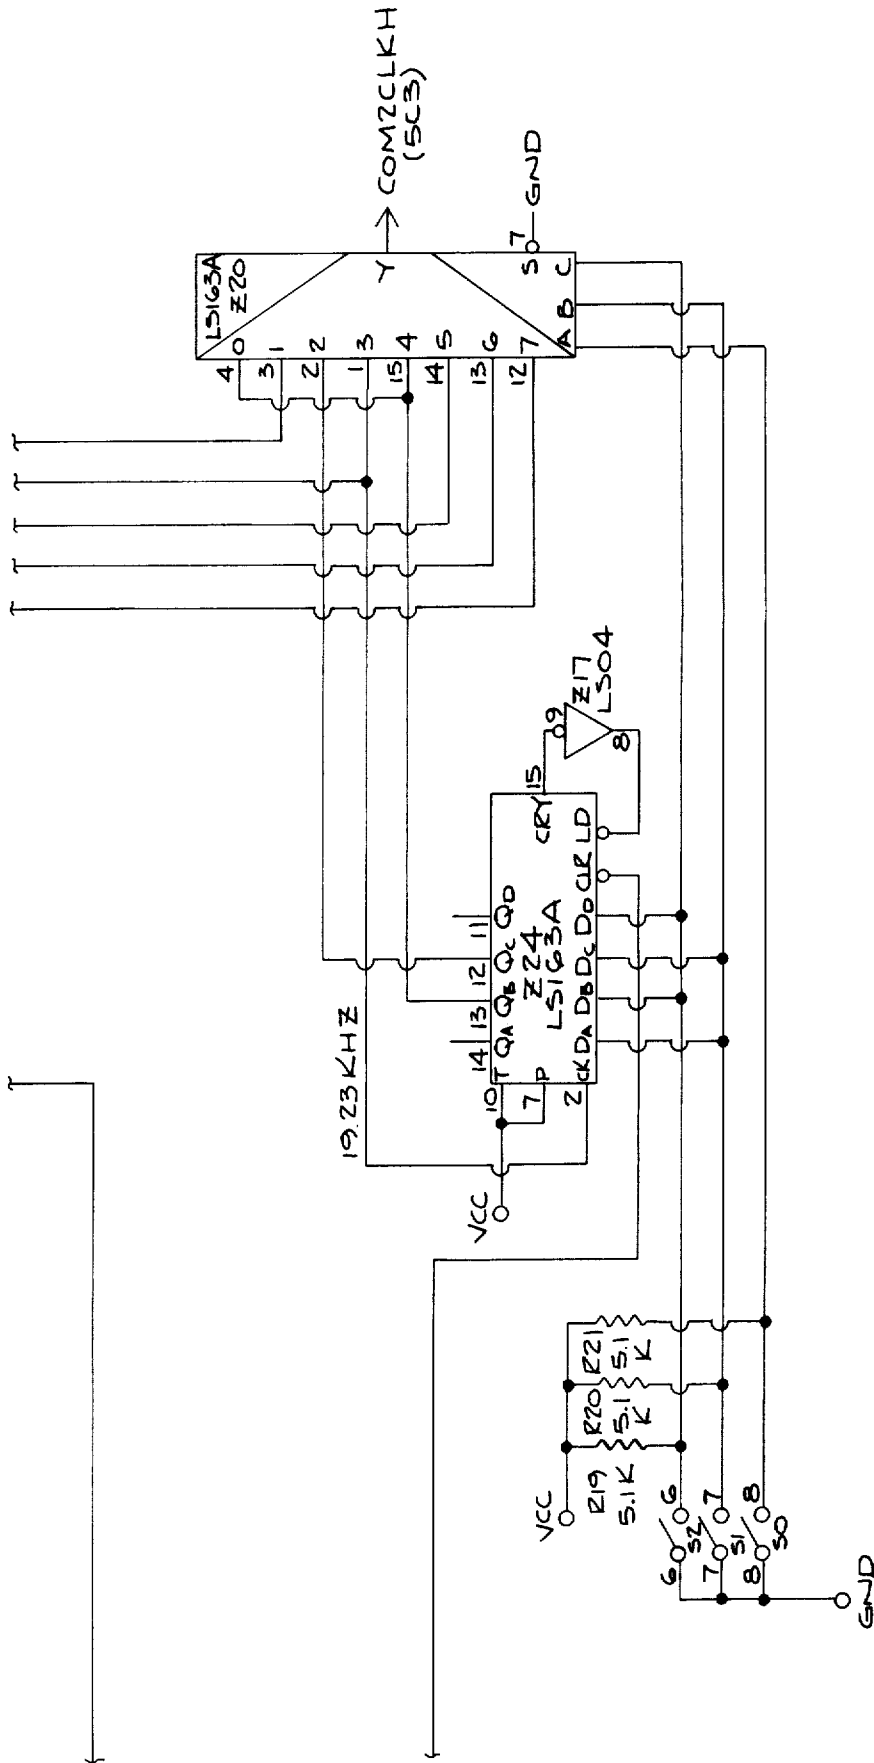 COM2CLKH
(5C3)
LS163A
Z20
0 1 2 3 4 5 6 7
4 3 2 1 15 14 13 12
Y
S 7 GND
A B C
19.23KHZ
Z17
LS04
9
8
CRY 15
14 13 12 11
QA QB QC QD
Z24
LS163A
10 T
7 P
2 CK
DA DB DC DD CLR LD
VCC
VCC
R19
5.1K
R20
5.1
K
R21
5.1
K
6 S2 6
7 S1 7
8 S0 8
GND